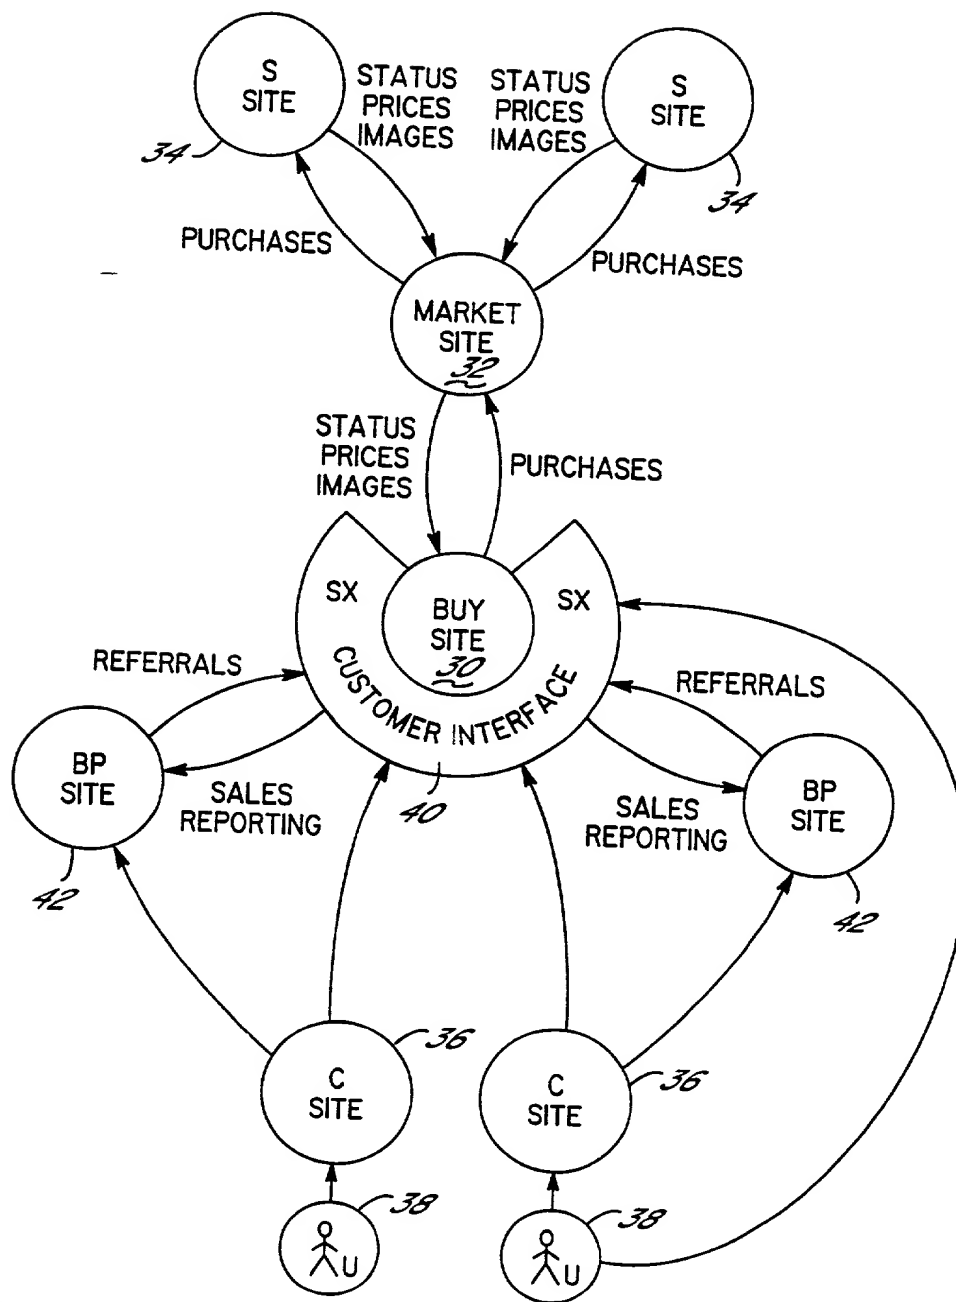 S
SITE
34
STATUS
PRICES
IMAGES
STATUS
PRICES
IMAGES
S
SITE
34
PURCHASES
PURCHASES
MARKET
SITE
32
STATUS
PRICES
IMAGES
PURCHASES
SX
BUY
SITE
30
SX
CUSTOMER INTERFACE
40
REFERRALS
REFERRALS
BP
SITE
42
SALES
REPORTING
SALES
REPORTING
BP
SITE
42
C
SITE
36
C
SITE
36
U
38
U
38